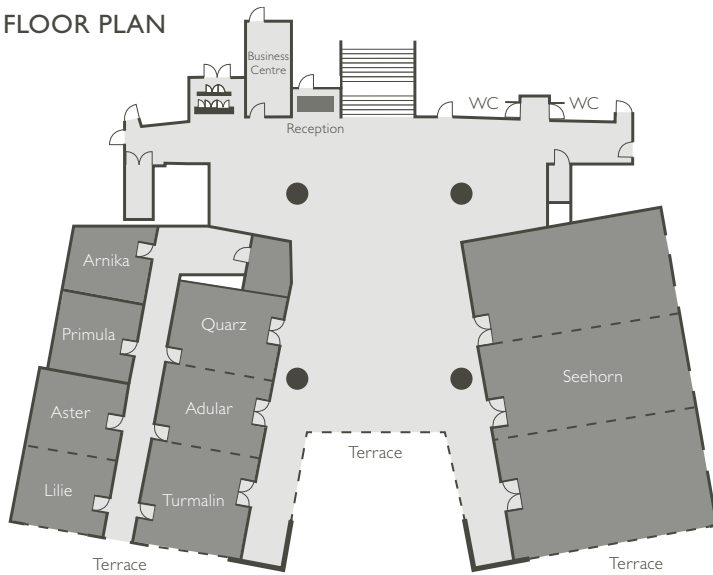 FLOOR PLAN
Business
Centre
WC
WC
Reception
Arnika
Primula
Quarz
Seehorn
Aster
Adular
Terrace
Lilie
Turmalin
Terrace
Terrace